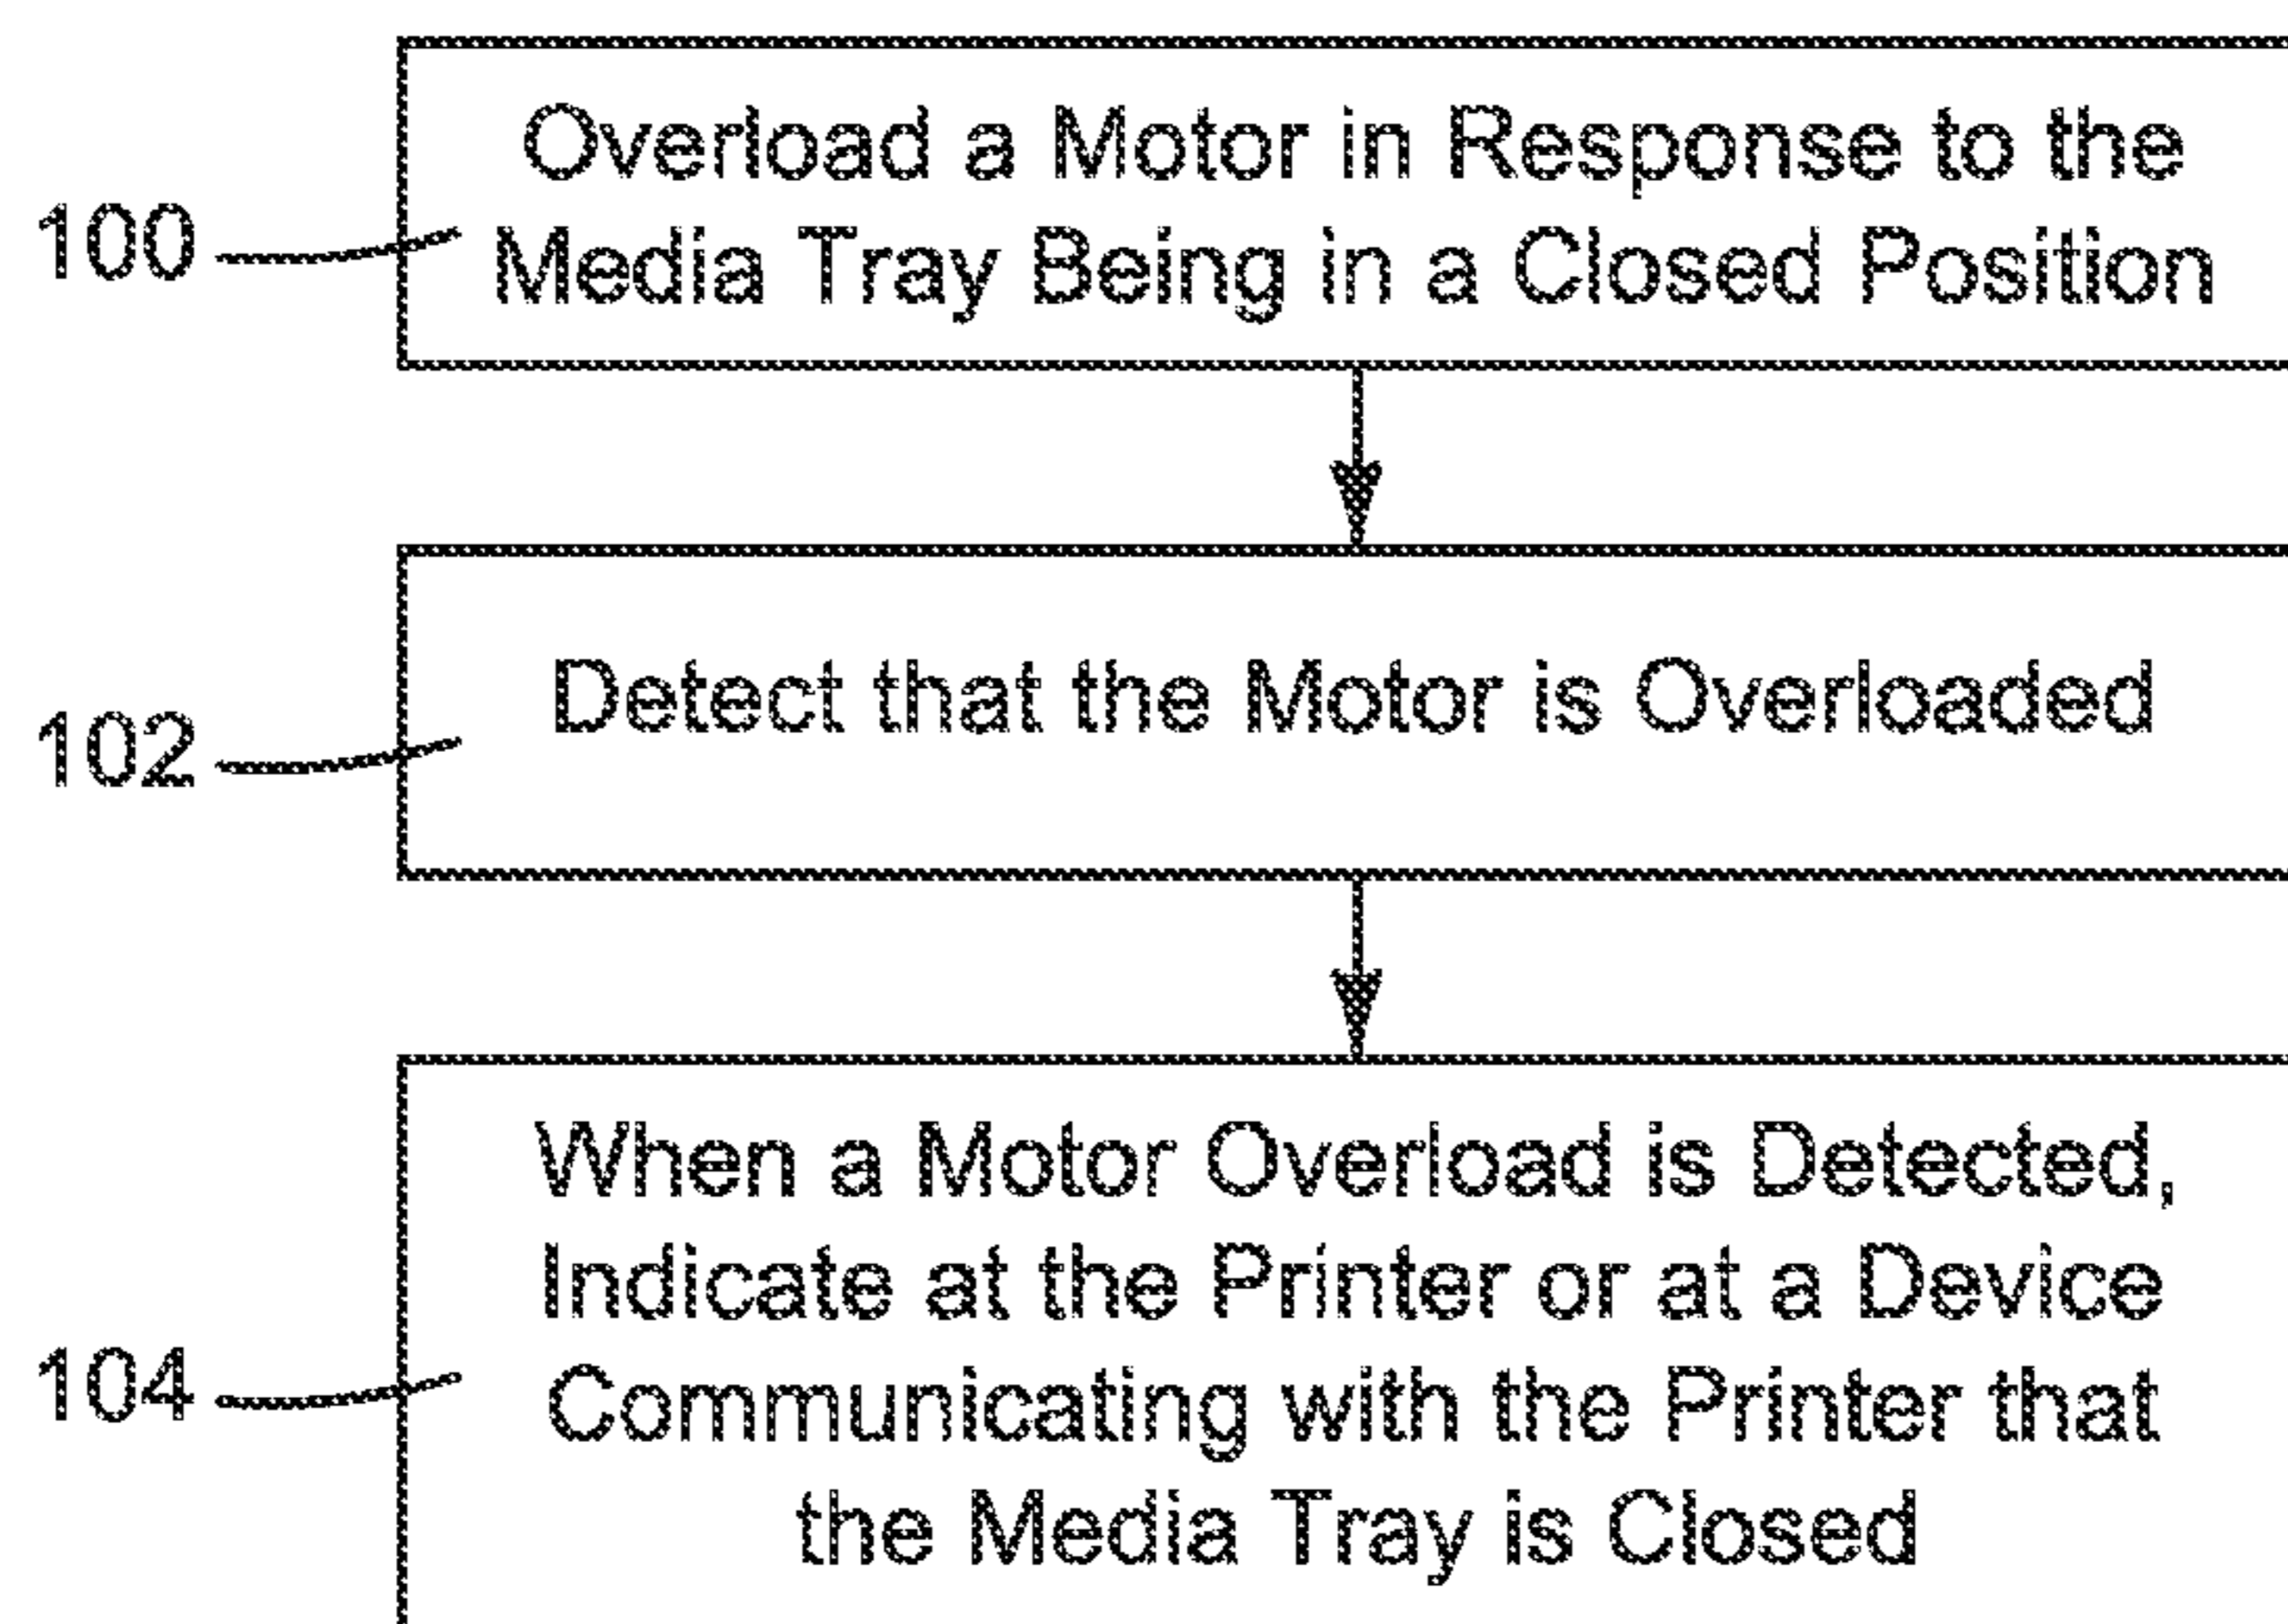 Overload a Motor in Response to the
100
Media Tray Being in a Closed Position
Detect that the Motor is Overloaded
102
When a Motor Overload is Detected,
Indicate at the Printer or at a Device
104
Communicating with the Printer that
the Media Tray is Closed